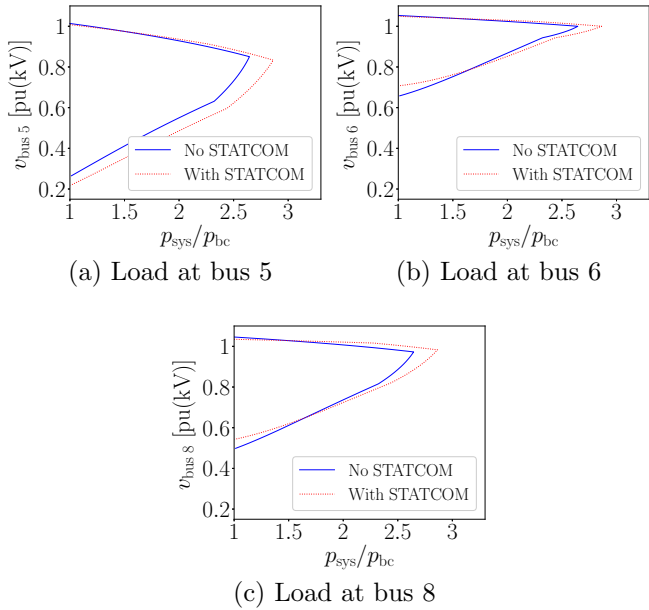 1
0.8
0.6
0.4
0.2
v_bus 5 [pu(kV)]
No STATCOM
With STATCOM
1 1.5 2 2.5 3
p_sys/p_bc
(a) Load at bus 5
1
0.8
0.6
0.4
0.2
v_bus 6 [pu(kV)]
No STATCOM
With STATCOM
1 1.5 2 2.5 3
p_sys/p_bc
(b) Load at bus 6
1
0.8
0.6
0.4
0.2
v_bus 8 [pu(kV)]
No STATCOM
With STATCOM
1 1.5 2 2.5 3
p_sys/p_bc
(c) Load at bus 8